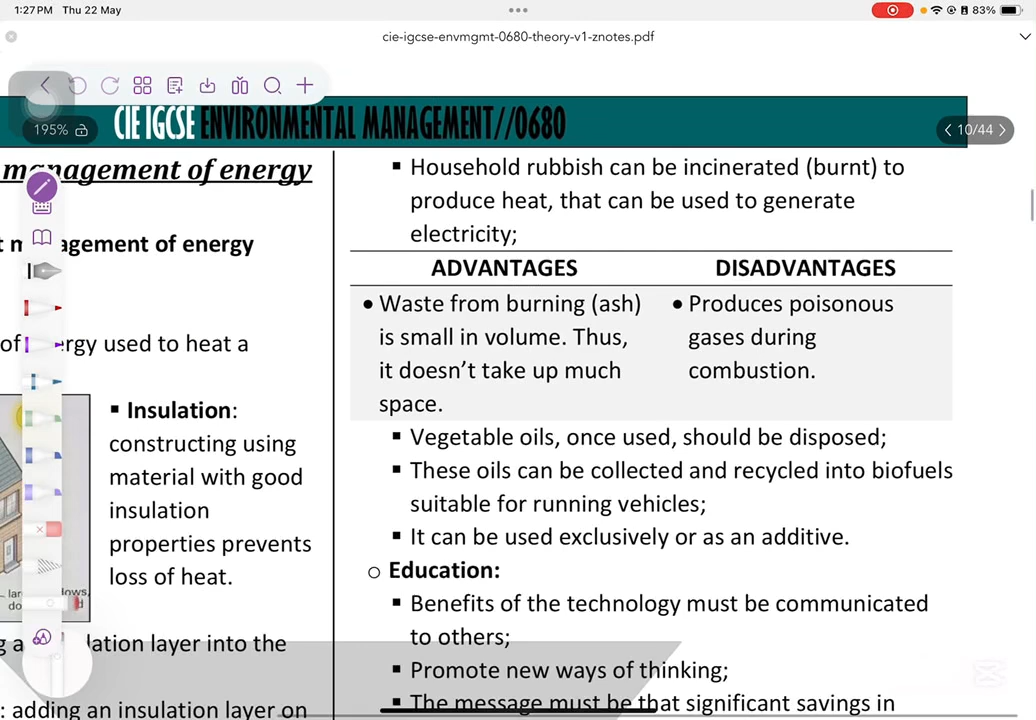 1:27 PM Thu 22 May
83%
cie-igcse-envmgmt-0680-theory-v1-znotes.pdf
195%
10/44
CIE IGCSE ENVIRONMENTAL MANAGEMENT//0680
management of energy
agement of energy
used to heat a
▪ Insulation:
constructing using
material with good
insulation
properties prevents
loss of heat.
lation layer into the
: adding an insulation layer on
▪ Household rubbish can be incinerated (burnt) to
produce heat, that can be used to generate
electricity;
ADVANTAGES DISADVANTAGES
• Waste from burning (ash)
is small in volume. Thus,
it doesn’t take up much
space.
• Produces poisonous
gases during
combustion.
▪ Vegetable oils, once used, should be disposed;
▪ These oils can be collected and recycled into biofuels
suitable for running vehicles;
▪ It can be used exclusively or as an additive.
o Education:
▪ Benefits of the technology must be communicated
to others;
▪ Promote new ways of thinking;
▪ The message must be that significant savings in